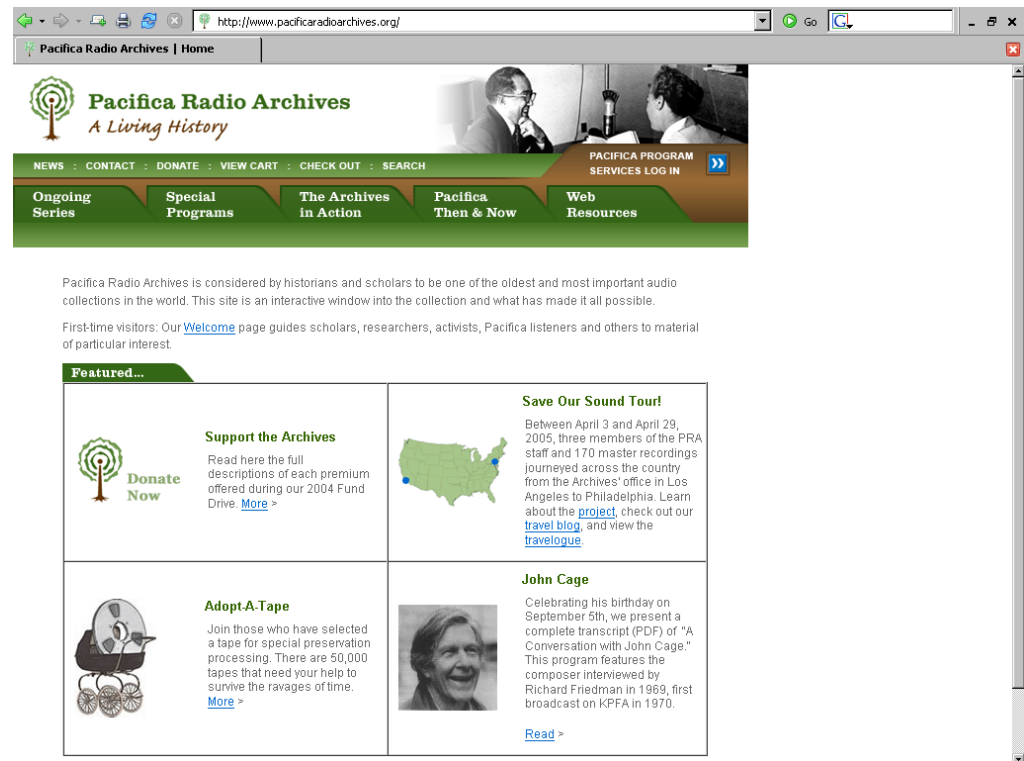 http://www.pacificaradioarchives.org/
Go
G
Pacifica Radio Archives | Home
Pacifica Radio Archives
A Living History
NEWS : CONTACT : DONATE : VIEW CART : CHECK OUT : SEARCH
PACIFICA PROGRAM
SERVICES LOG IN
Ongoing
Series
Special
Programs
The Archives
in Action
Pacifica
Then & Now
Web
Resources
Pacifica Radio Archives is considered by historians and scholars to be one of the oldest and most important audio
collections in the world. This site is an interactive window into the collection and what has made it all possible.
First-time visitors: Our Welcome page guides scholars, researchers, activists, Pacifica listeners and others to material
of particular interest.
Featured...
Donate
Now
Support the Archives
Read here the full
descriptions of each premium
offered during our 2004 Fund
Drive. More >
Save Our Sound Tour!
Between April 3 and April 29,
2005, three members of the PRA
staff and 170 master recordings
journeyed across the country
from the Archives' office in Los
Angeles to Philadelphia. Learn
about the project, check out our
travel blog, and view the
travelogue.
Adopt-A-Tape
Join those who have selected
a tape for special preservation
processing. There are 50,000
tapes that need your help to
survive the ravages of time.
More >
John Cage
Celebrating his birthday on
September 5th, we present a
complete transcript (PDF) of "A
Conversation with John Cage."
This program features the
composer interviewed by
Richard Friedman in 1969, first
broadcast on KPFA in 1970.
Read >